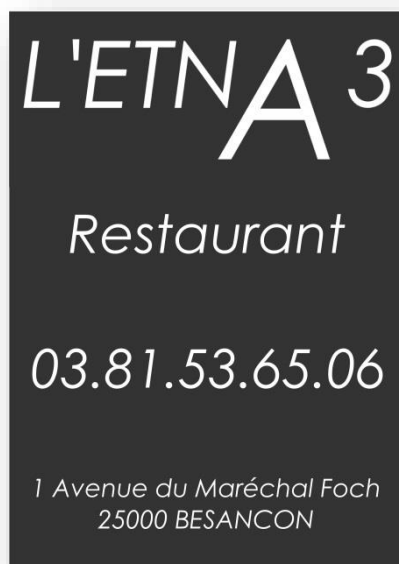 L'ETNA 3
Restaurant
03.81.53.65.06
1 Avenue du Maréchal Foch
25000 BESANCON